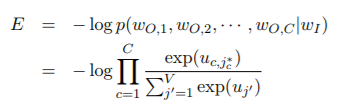 E = − log p(w_{O,1}, w_{O,2}, · · · , w_{O,C}|w_I)
= − log ∏_{c=1}^{C} exp(u_{c,j_c^*}) / ∑_{j'=1}^{V} exp(u_{j'})